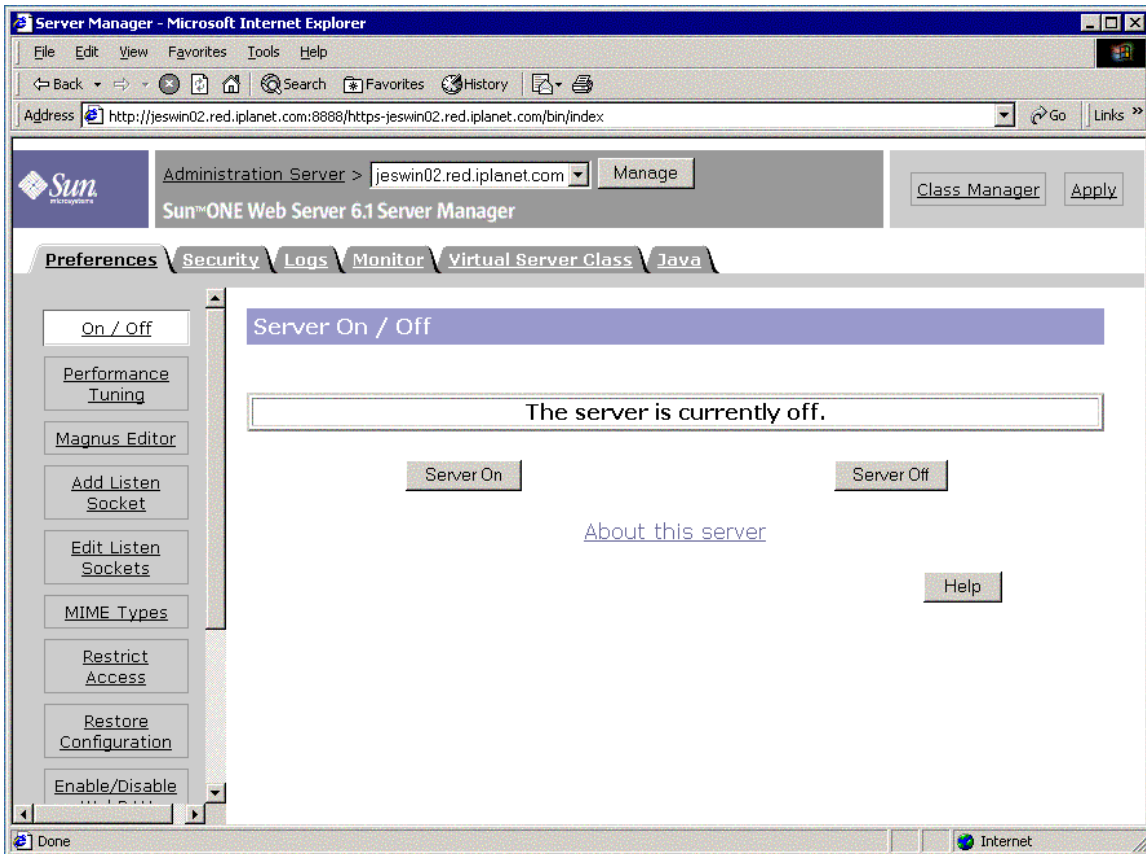 Server Manager - Microsoft Internet Explorer
File Edit View Favorites Tools Help
Back Search Favorites History
Address http://jeswin02.red.iplanet.com:8888/https-jeswin02.red.iplanet.com/bin/index Go Links »
Sun
microsystems
Administration Server > jeswin02.red.iplanet.com Manage
Sun™ONE Web Server 6.1 Server Manager
Class Manager Apply
Preferences Security Logs Monitor Virtual Server Class Java
On / Off
Performance
Tuning
Magnus Editor
Add Listen
Socket
Edit Listen
Sockets
MIME Types
Restrict
Access
Restore
Configuration
Enable/Disable
Server On / Off
The server is currently off.
Server On Server Off
About this server
Help
Done Internet